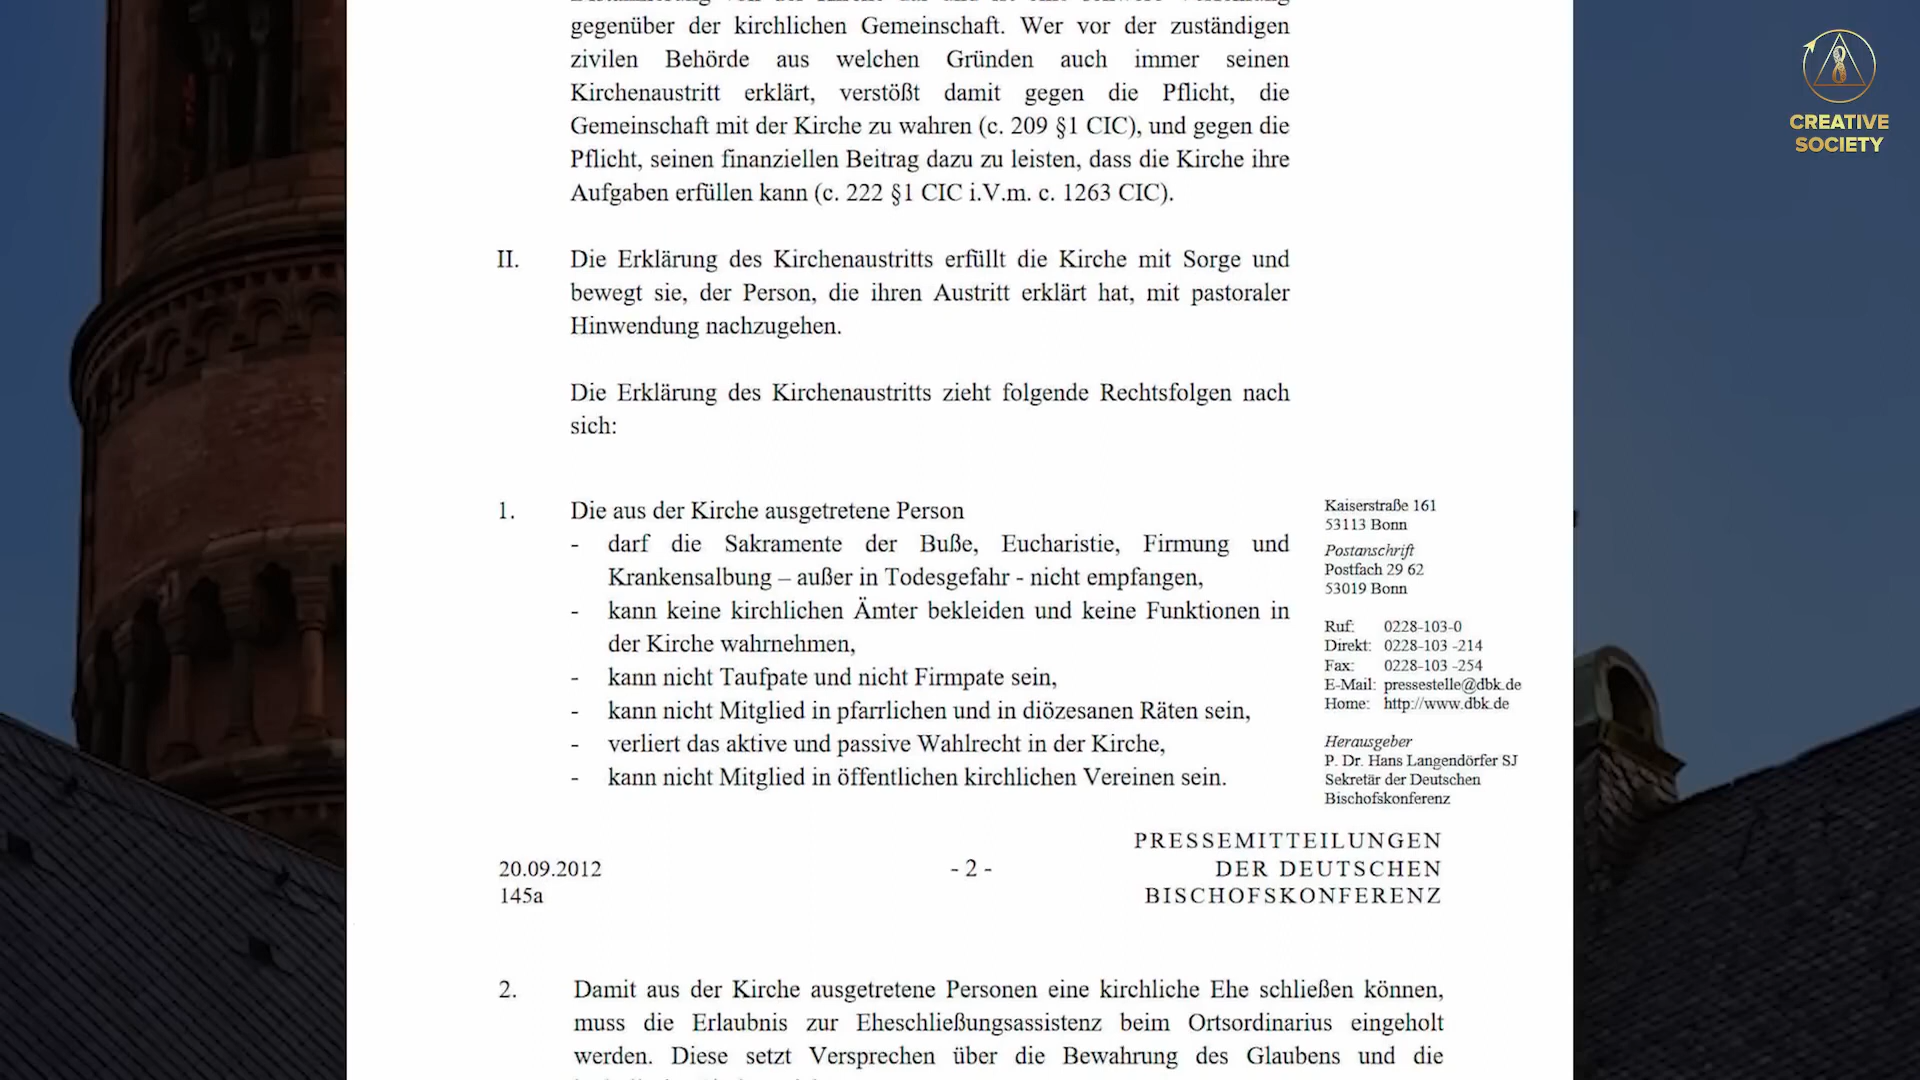 gegenüber der kirchlichen Gemeinschaft. Wer vor der zuständigen
zivilen Behörde aus welchen Gründen auch immer seinen
Kirchenaustritt erklärt, verstößt damit gegen die Pflicht, die
Gemeinschaft mit der Kirche zu wahren (c. 209 §1 CIC), und gegen die
Pflicht, seinen finanziellen Beitrag dazu zu leisten, dass die Kirche ihre
Aufgaben erfüllen kann (c. 222 §1 CIC i.V.m. c. 1263 CIC).
II. Die Erklärung des Kirchenaustritts erfüllt die Kirche mit Sorge und
bewegt sie, der Person, die ihren Austritt erklärt hat, mit pastoraler
Hinwendung nachzugehen.
Die Erklärung des Kirchenaustritts zieht folgende Rechtsfolgen nach
sich:
1. Die aus der Kirche ausgetretene Person
- darf die Sakramente der Buße, Eucharistie, Firmung und
Krankensalbung – außer in Todesgefahr - nicht empfangen,
- kann keine kirchlichen Ämter bekleiden und keine Funktionen in
der Kirche wahrnehmen,
- kann nicht Taufpate und nicht Firmpate sein,
- kann nicht Mitglied in pfarrlichen und in diözesanen Räten sein,
- verliert das aktive und passive Wahlrecht in der Kirche,
- kann nicht Mitglied in öffentlichen kirchlichen Vereinen sein.
Kaiserstraße 161
53113 Bonn
Postanschrift
Postfach 29 62
53019 Bonn
Ruf: 0228-103-0
Direkt: 0228-103 -214
Fax: 0228-103 -254
E-Mail: pressestelle@dbk.de
Home: http://www.dbk.de
Herausgeber
P. Dr. Hans Langendörfer SJ
Sekretär der Deutschen
Bischofskonferenz
PRESSEMITTEILUNGEN
DER DEUTSCHEN
BISCHOFSKONFERENZ
20.09.2012
145a
- 2 -
2. Damit aus der Kirche ausgetretene Personen eine kirchliche Ehe schließen können,
muss die Erlaubnis zur Eheschließungsassistenz beim Ortsordinarius eingeholt
werden. Diese setzt Versprechen über die Bewahrung des Glaubens und die
CREATIVE
SOCIETY